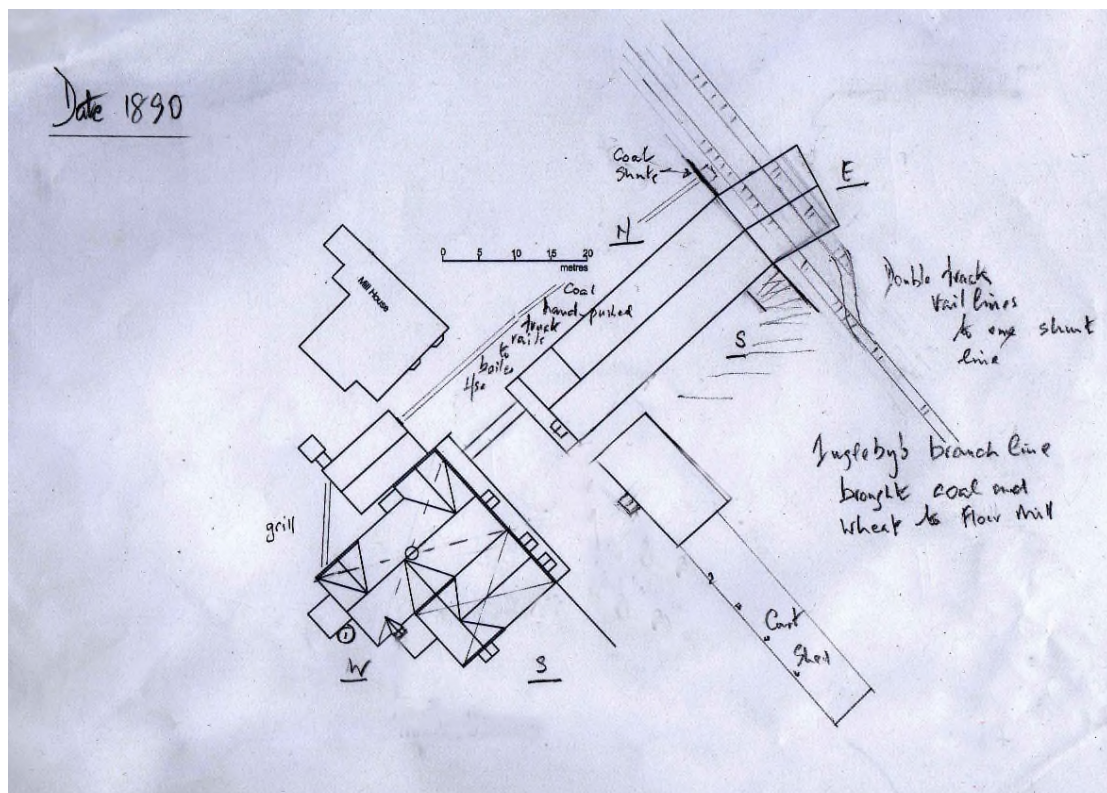 Date 1890
Coal
Shute
E
N
0 5 10 15 20
metres
Mill House
Coal
hand-pushed
truck
rails
to
boiler
Double track
rail lines
to one shunt
line
S
Ingleby's branch line
brought coal and
wheat to Flour Mill
grill
Cart
Shed
1
W
S